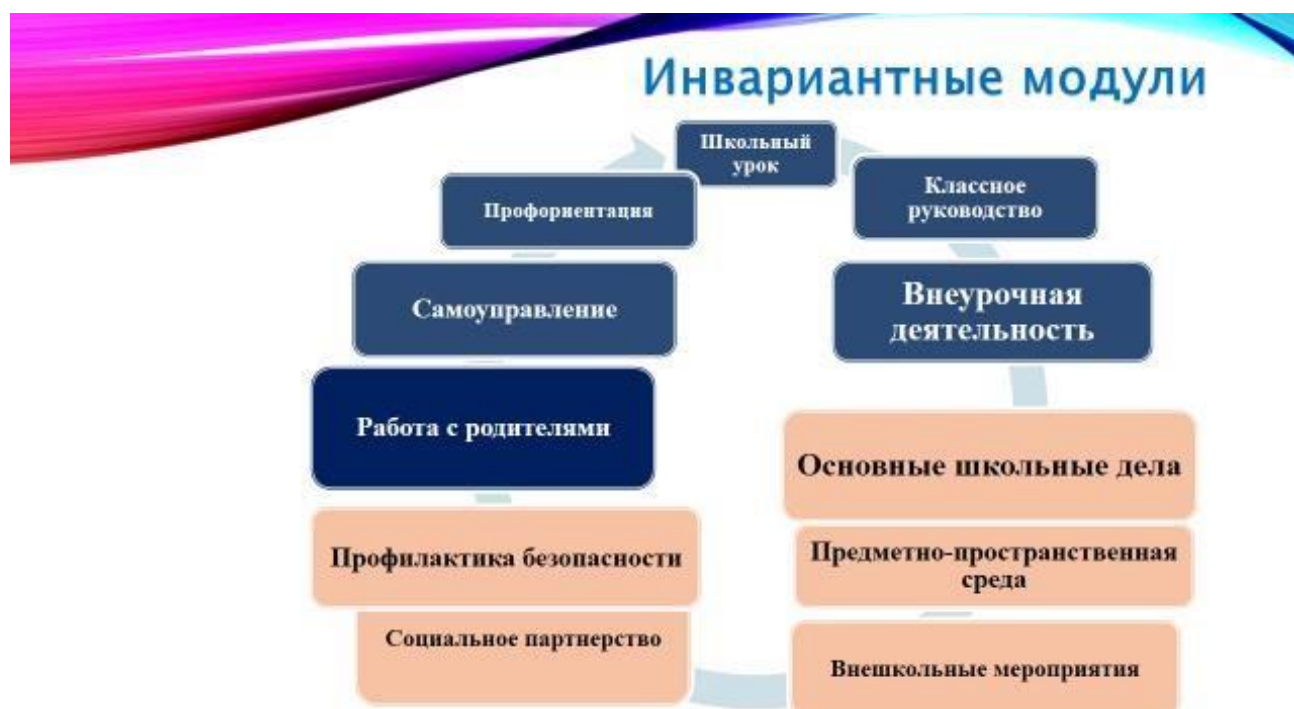 Инвариантные модули
Школьный
урок
Классное
руководство
Внеурочная
деятельность
Основные школьные дела
Предметно-пространственная
среда
Внешкольные мероприятия
Социальное партнерство
Профилактика безопасности
Работа с родителями
Самоуправление
Профориентация